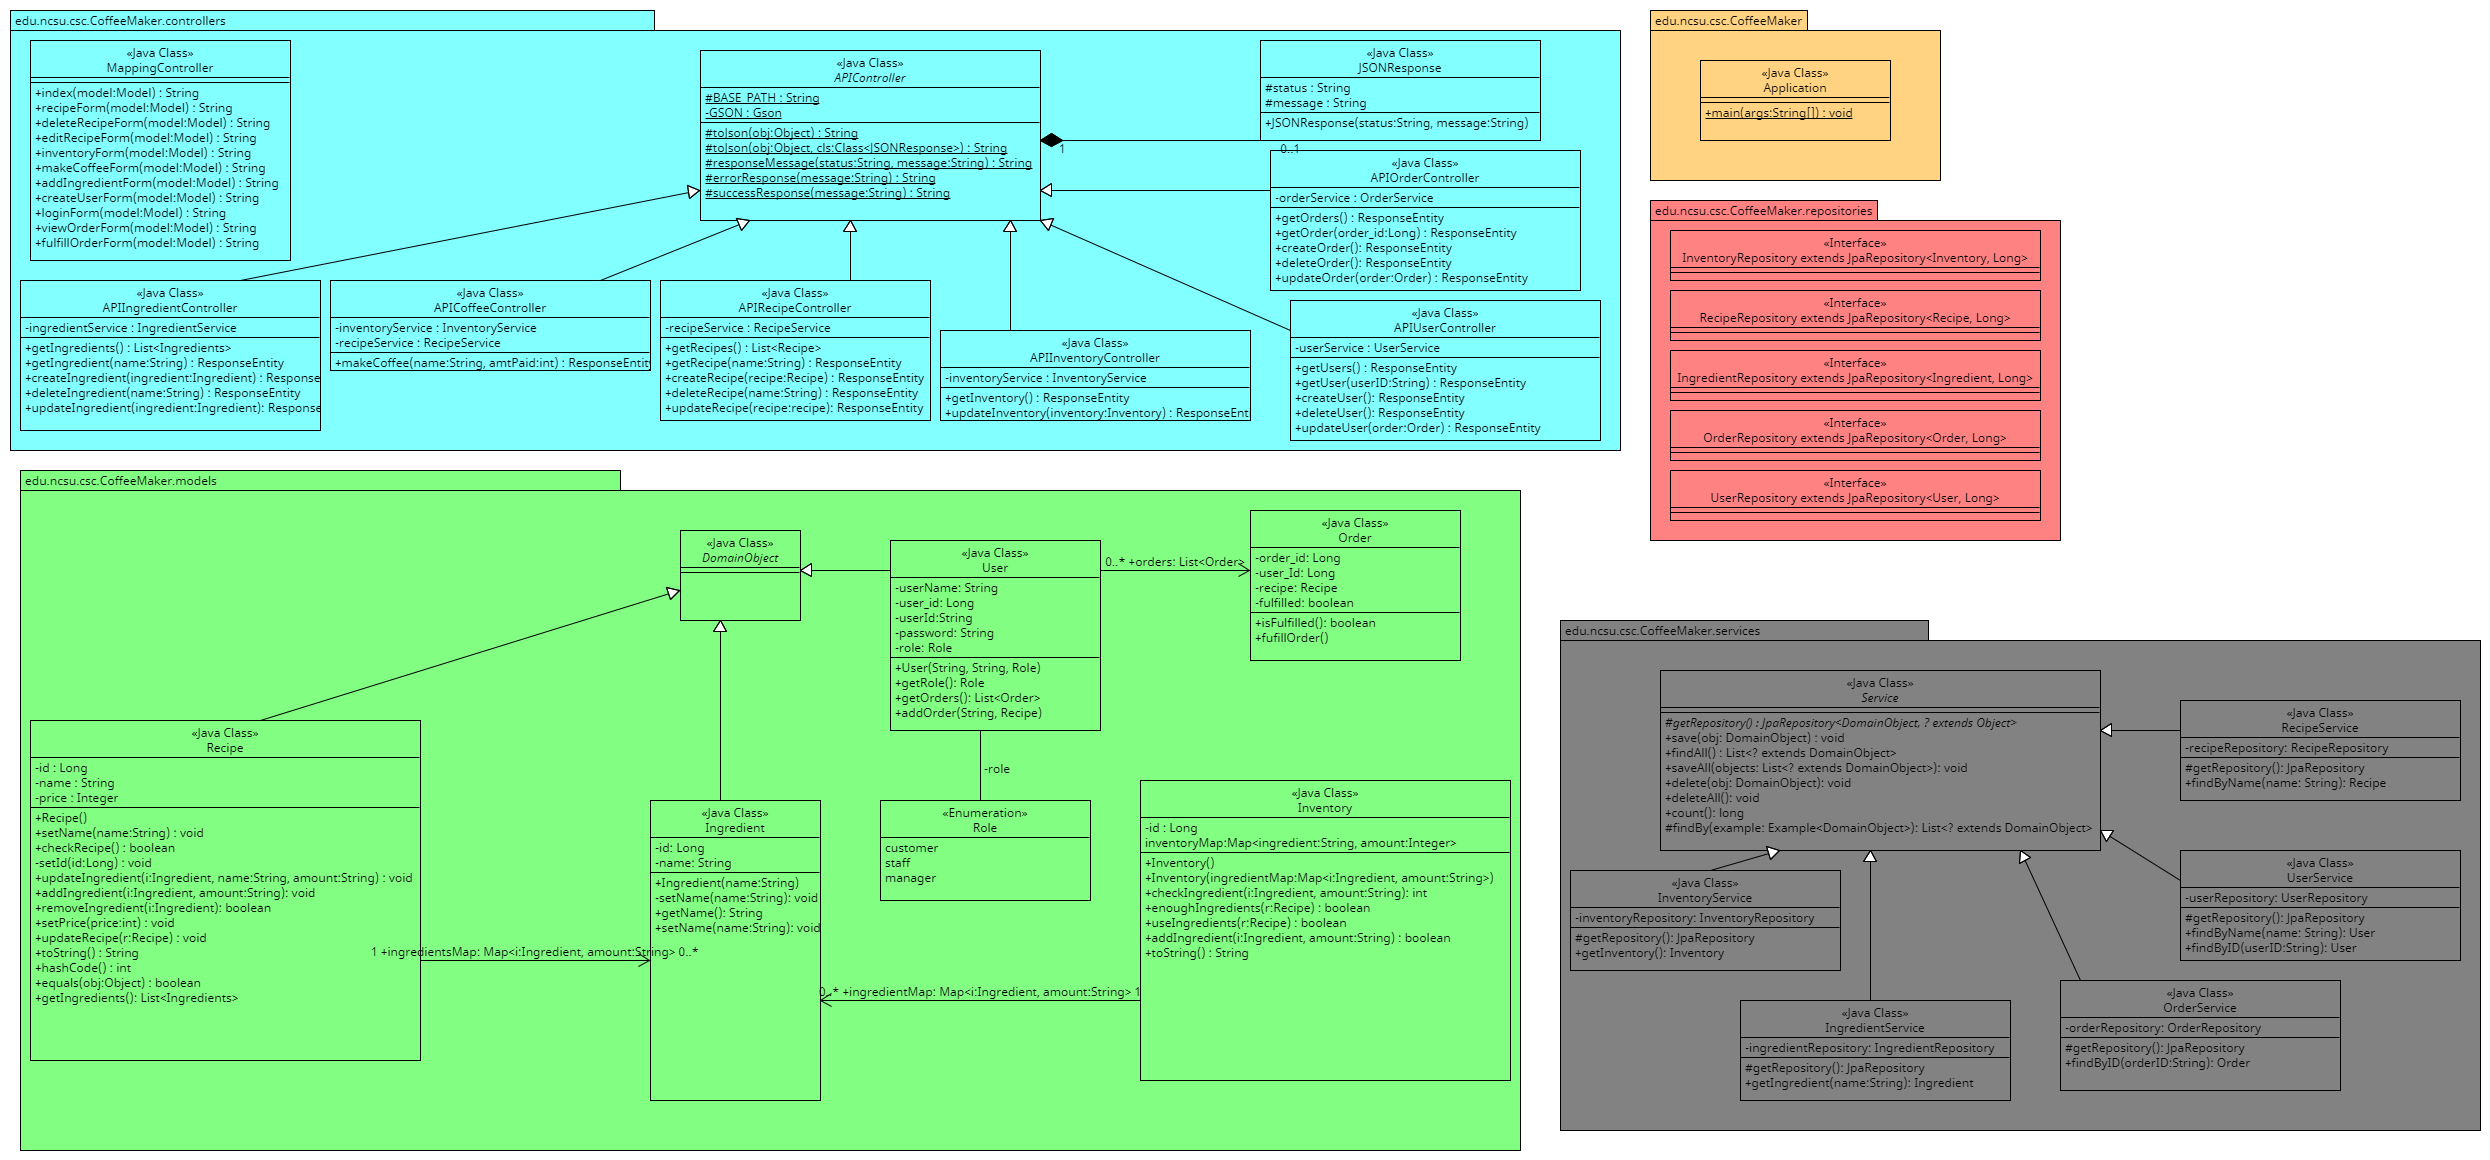 edu.ncsu.csc.CoffeeMaker.controllers
«Java Class»
MappingController
+index(model:Model) : String
+recipeForm(model:Model) : String
+deleteRecipeForm(model:Model) : String
+editRecipeForm(model:Model) : String
+inventoryForm(model:Model) : String
+makeCoffeeForm(model:Model) : String
+addIngredientForm(model:Model) : String
+createUserForm(model:Model) : String
+loginForm(model:Model) : String
+viewOrderForm(model:Model) : String
+fulfillOrderForm(model:Model) : String
«Java Class»
APIController
#BASE_PATH : String
-GSON : Gson
#toJson(obj:Object) : String
#toJson(obj:Object, cls:Class<JSONResponse>) : String
#responseMessage(status:String, message:String) : String
#errorResponse(message:String) : String
#successResponse(message:String) : String
«Java Class»
JSONResponse
#status : String
#message : String
+JSONResponse(status:String, message:String)
1
0..1
«Java Class»
APIOrderController
-orderService : OrderService
+getOrders() : ResponseEntity
+getOrder(order_id:Long) : ResponseEntity
+createOrder(): ResponseEntity
+deleteOrder(): ResponseEntity
+updateOrder(order:Order) : ResponseEntity
«Java Class»
APIIngredientController
-ingredientService : IngredientService
+getIngredients() : List<Ingredients>
+getIngredient(name:String) : ResponseEntity
+createIngredient(ingredient:Ingredient) : Response
+deleteIngredient(name:String) : ResponseEntity
+updateIngredient(ingredient:Ingredient): Response
«Java Class»
APICoffeeController
-inventoryService : InventoryService
-recipeService : RecipeService
+makeCoffee(name:String, amtPaid:int) : ResponseEntity
«Java Class»
APIRecipeController
-recipeService : RecipeService
+getRecipes() : List<Recipe>
+getRecipe(name:String) : ResponseEntity
+createRecipe(recipe:Recipe) : ResponseEntity
+deleteRecipe(name:String) : ResponseEntity
+updateRecipe(recipe:recipe): ResponseEntity
«Java Class»
APIInventoryController
-inventoryService : InventoryService
+getInventory() : ResponseEntity
+updateInventory(inventory:Inventory) : ResponseEnti
«Java Class»
APIUserController
-userService : UserService
+getUsers() : ResponseEntity
+getUser(userID:String) : ResponseEntity
+createUser(): ResponseEntity
+deleteUser(): ResponseEntity
+updateUser(order:Order) : ResponseEntity
edu.ncsu.csc.CoffeeMaker
«Java Class»
Application
+main(args:String[]) : void
edu.ncsu.csc.CoffeeMaker.repositories
«Interface»
InventoryRepository extends JpaRepository<Inventory, Long>
«Interface»
RecipeRepository extends JpaRepository<Recipe, Long>
«Interface»
IngredientRepository extends JpaRepository<Ingredient, Long>
«Interface»
OrderRepository extends JpaRepository<Order, Long>
«Interface»
UserRepository extends JpaRepository<User, Long>
edu.ncsu.csc.CoffeeMaker.models
«Java Class»
DomainObject
«Java Class»
User
-userName: String
-user_id: Long
-userId:String
-password: String
-role: Role
+User(String, String, Role)
+getRole(): Role
+getOrders(): List<Order>
+addOrder(String, Recipe)
0..* +orders: List<Order>
«Java Class»
Order
-order_id: Long
-user_Id: Long
-recipe: Recipe
-fulfilled: boolean
+isFulfilled(): boolean
+fufillOrder()
-role
«Java Class»
Recipe
-id : Long
-name : String
-price : Integer
+Recipe()
+setName(name:String) : void
+checkRecipe() : boolean
-setId(id:Long) : void
+updateIngredient(i:Ingredient, name:String, amount:String) : void
+addIngredient(i:Ingredient, amount:String): void
+removeIngredient(i:Ingredient): boolean
+setPrice(price:int) : void
+updateRecipe(r:Recipe) : void
+toString() : String
+hashCode() : int
+equals(obj:Object) : boolean
+getIngredients(): List<Ingredients>
1 +ingredientsMap: Map<i:Ingredient, amount:String> 0..*
«Java Class»
Ingredient
-id: Long
-name: String
+Ingredient(name:String)
-setName(name:String): void
+getName(): String
+setName(name:String): void
«Enumeration»
Role
customer
staff
manager
«Java Class»
Inventory
-id : Long
inventoryMap:Map<ingredient:String, amount:Integer>
+Inventory()
+Inventory(ingredientMap:Map<i:Ingredient, amount:String>)
+checkIngredient(i:Ingredient, amount:String): int
+enoughIngredients(r:Recipe) : boolean
+useIngredients(r:Recipe) : boolean
+addIngredient(i:Ingredient, amount:String) : boolean
+toString() : String
0..* +ingredientMap: Map<i:Ingredient, amount:String> 1
edu.ncsu.csc.CoffeeMaker.services
«Java Class»
Service
#getRepository() : JpaRepository<DomainObject, ? extends Object>
+save(obj: DomainObject) : void
+findAll() : List<? extends DomainObject>
+saveAll(objects: List<? extends DomainObject>): void
+delete(obj: DomainObject): void
+deleteAll(): void
+count(): long
#findBy(example: Example<DomainObject>): List<? extends DomainObject>
«Java Class»
RecipeService
-recipeRepository: RecipeRepository
#getRepository(): JpaRepository
+findByName(name: String): Recipe
«Java Class»
UserService
-userRepository: UserRepository
#getRepository(): JpaRepository
+findByName(name: String): User
+findByID(userID:String): User
«Java Class»
InventoryService
-inventoryRepository: InventoryRepository
#getRepository(): JpaRepository
+getInventory(): Inventory
«Java Class»
IngredientService
-ingredientRepository: IngredientRepository
#getRepository(): JpaRepository
+getIngredient(name:String): Ingredient
«Java Class»
OrderService
-orderRepository: OrderRepository
#getRepository(): JpaRepository
+findByID(orderID:String): Order